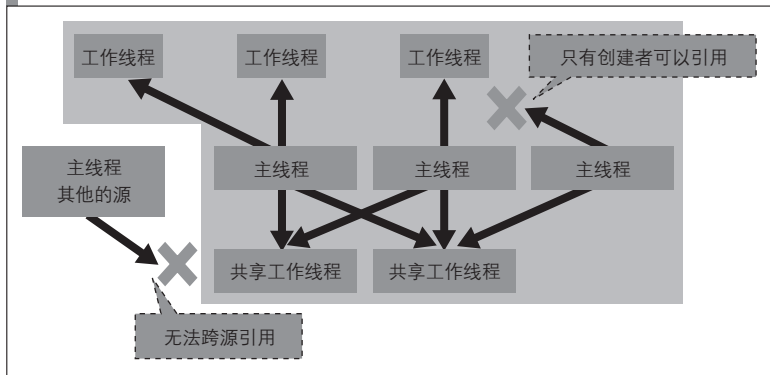 工作线程
工作线程
工作线程
只有创建者可以引用
主线程
其他的源
主线程
主线程
主线程
共享工作线程
共享工作线程
无法跨源引用